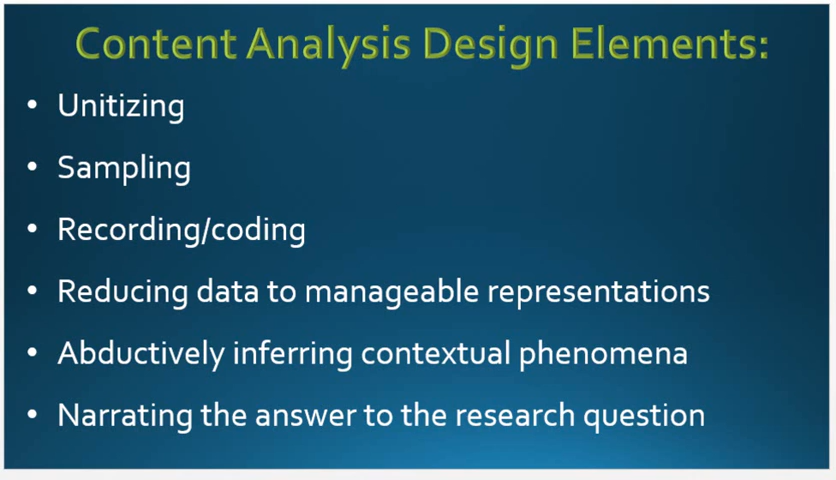 Content Analysis Design Elements:
• Unitizing
• Sampling
• Recording/coding
• Reducing data to manageable representations
• Abductively inferring contextual phenomena
• Narrating the answer to the research question